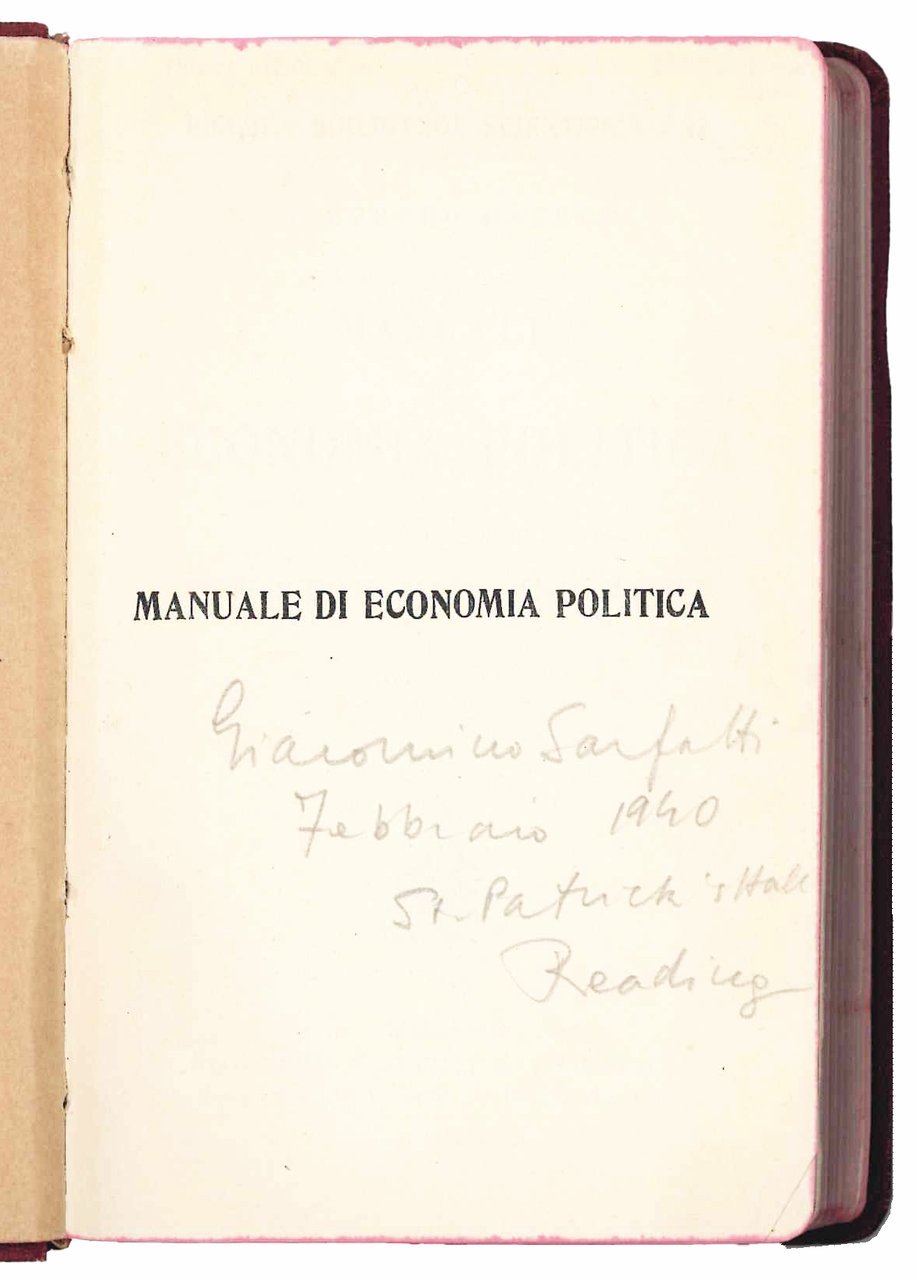 MANUALE DI ECONOMIA POLITICA
Giacomino Sarfatti
Febbraio 1940
St. Patrick's Hall
Reading